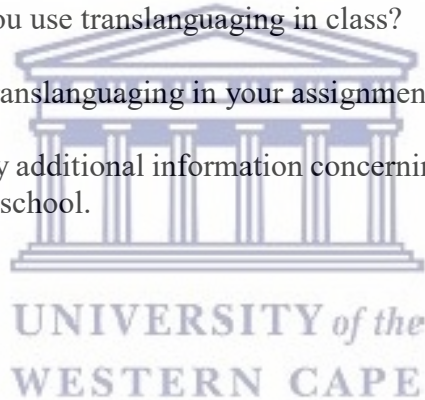 ou use translanguaging in class?
anslanguaging in your assignmen
y additional information concernin
school.
UNIVERSITY of the
WESTERN CAPE